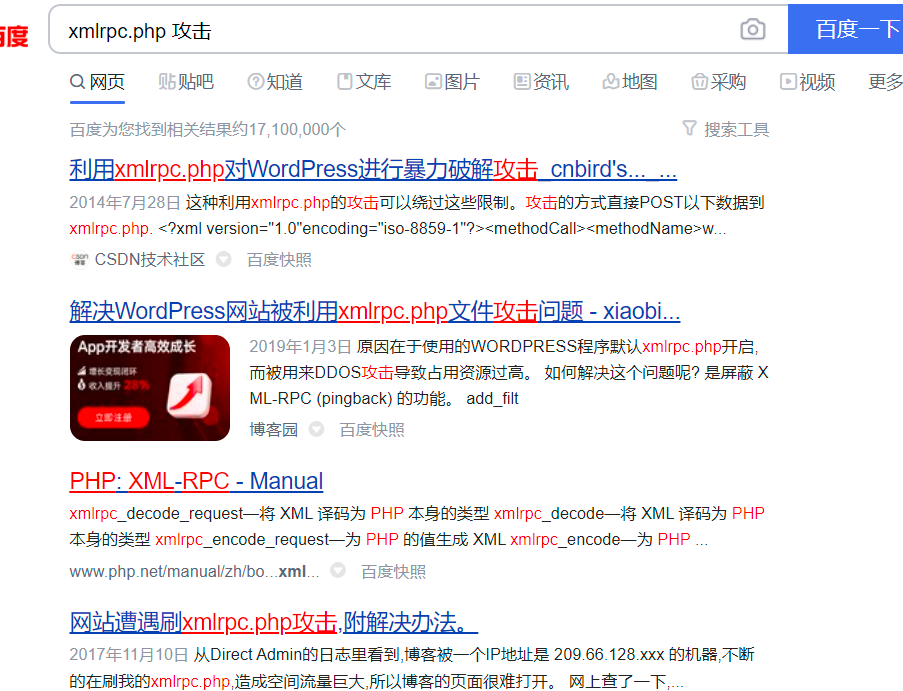 百度
xmlrpc.php 攻击
百度一下
网页 贴吧 知道 文库 图片 资讯 地图 采购 视频 更多
百度为您找到相关结果约17,100,000个
搜索工具
利用xmlrpc.php对WordPress进行暴力破解攻击_cnbird's..._...
2014年7月28日 这种利用xmlrpc.php的攻击可以绕过这些限制。攻击的方式直接POST以下数据到
xmlrpc.php. <?xml version="1.0"encoding="iso-8859-1"?><methodCall><methodName>w...
CSDN技术社区 百度快照
解决WordPress网站被利用xmlrpc.php文件攻击问题 - xiaobi...
App开发者高效成长
增长变现闭环
收入提升 28%
立即注册
2019年1月3日 原因在于使用的WORDPRESS程序默认xmlrpc.php开启,
而被用来DDOS攻击导致占用资源过高。 如何解决这个问题呢? 是屏蔽 X
ML-RPC (pingback) 的功能。 add_filt
博客园 百度快照
PHP: XML-RPC - Manual
xmlrpc_decode_request—将 XML 译码为 PHP 本身的类型 xmlrpc_decode—将 XML 译码为 PHP
本身的类型 xmlrpc_encode_request—为 PHP 的值生成 XML xmlrpc_encode—为 PHP ...
www.php.net/manual/zh/bo...xml... 百度快照
网站遭遇刷xmlrpc.php攻击,附解决办法。
2017年11月10日 从Direct Admin的日志里看到,博客被一个IP地址是 209.66.128.xxx 的机器,不断
的在刷我的xmlrpc.php,造成空间流量巨大,所以博客的页面很难打开。 网上查了一下,...